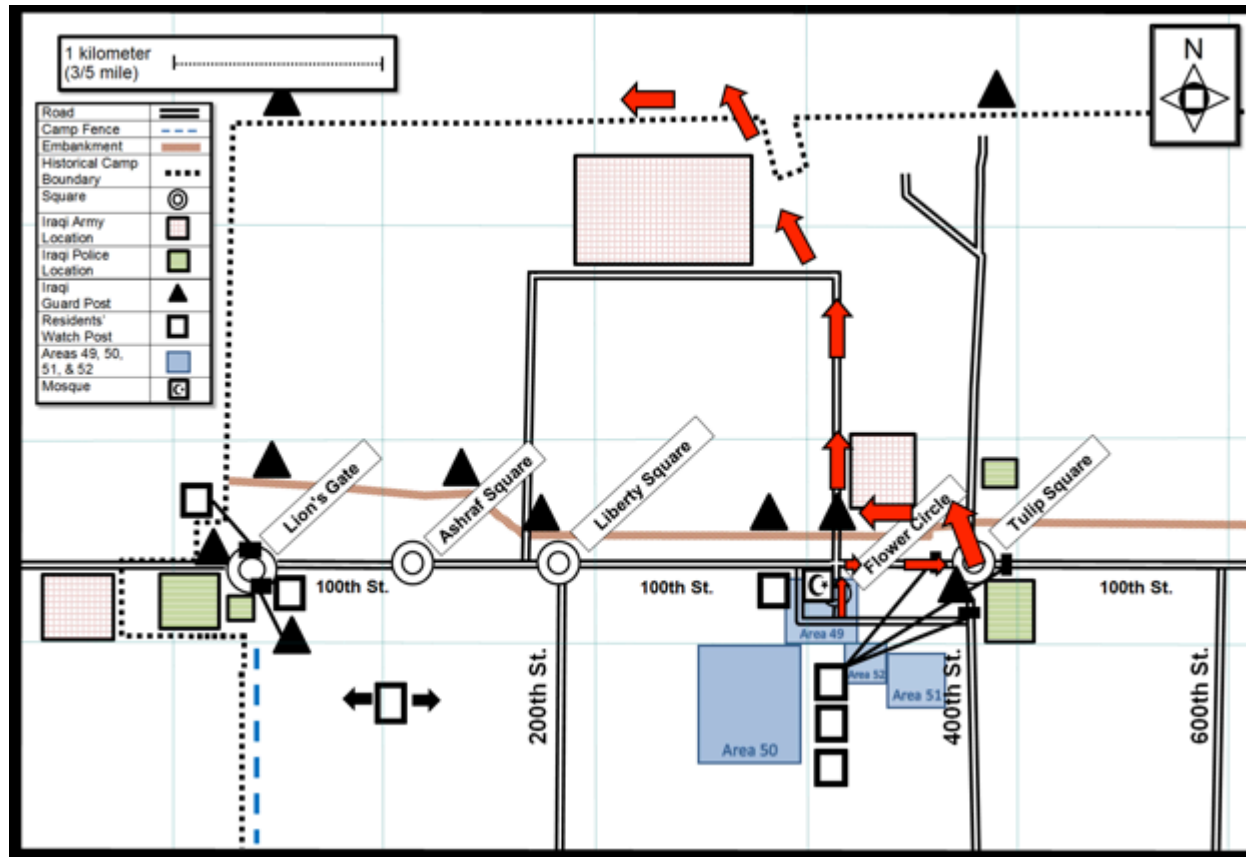 1 kilometer
(3/5 mile)
N
Road
Camp Fence
Embankment
Historical Camp
Boundary
Square
Iraqi Army
Location
Iraqi Police
Location
Iraqi
Guard Post
Residents'
Watch Post
Areas 49, 50,
51, & 52
Mosque
Lion's Gate
Ashraf Square
Liberty Square
Flower Circle
Tulip Square
100th St.
100th St.
100th St.
Area 49
Area 52
Area 51
Area 50
200th St.
400th St.
600th St.